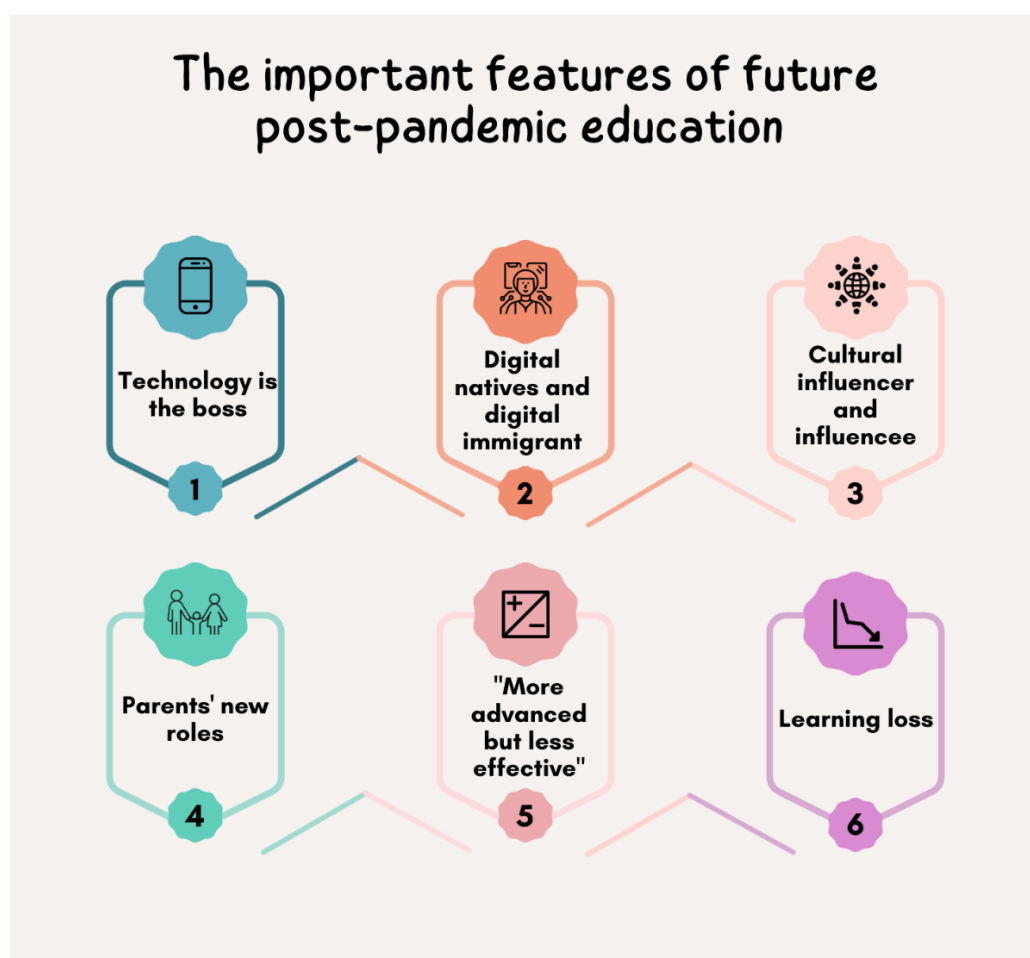 The important features of future
post-pandemic education
Technology is
the boss
1
Digital
natives and
digital
immigrant
2
Cultural
influencer
and
influencee
3
Parents' new
roles
4
"More
advanced
but less
effective"
5
Learning loss
6